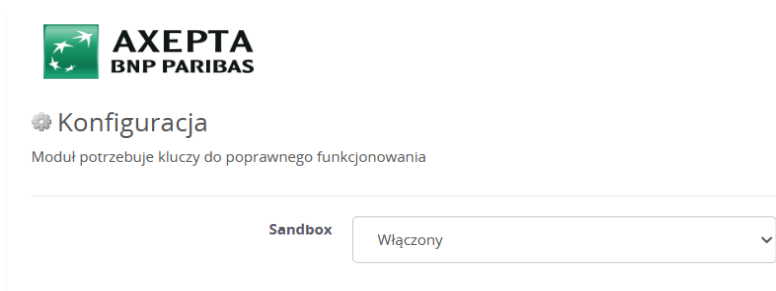 AXEPTA
BNP PARIBAS
Konfiguracja
Moduł potrzebuje kluczy do poprawnego funkcjonowania
Sandbox
Włączony